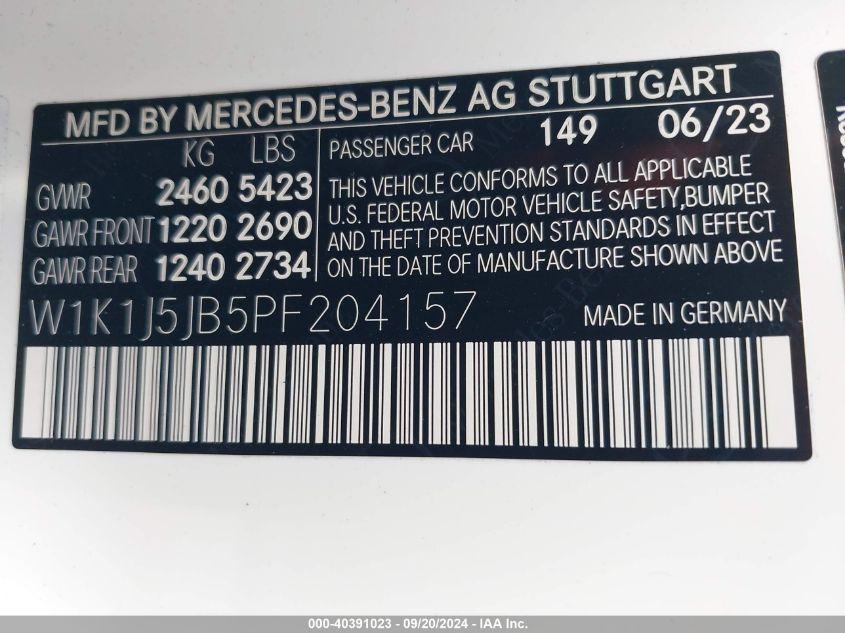 MFD BY MERCEDES-BENZ AG STUTTGART
KG LBS
PASSENGER CAR 149 06/23
GVWR 2460 5423
GAWR FRONT 1220 2690
GAWR REAR 1240 2734
THIS VEHICLE CONFORMS TO ALL APPLICABLE
U.S. FEDERAL MOTOR VEHICLE SAFETY,BUMPER
AND THEFT PREVENTION STANDARDS IN EFFECT
ON THE DATE OF MANUFACTURE SHOWN ABOVE
W1K1J5JB5PF204157
MADE IN GERMANY
000-40391023 - 09/20/2024 - IAA Inc.